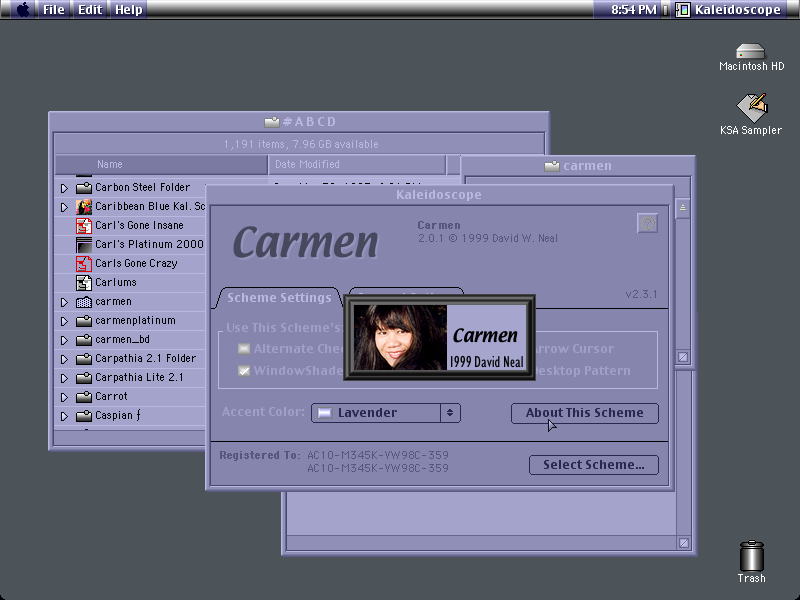 File Edit Help
8:54 PM Kaleidoscope
Macintosh HD
KSA Sampler
#ABCD
1,191 items, 7.96 GB available
Name Date Modified
carmen
Carbon Steel Folder
Caribbean Blue Kal. Sc
Carl's Gone Insane
Carl's Platinum 2000
Carls Gone Crazy
Carlums
carmen
carmenplatinum
carmen_bd
Carpathia 2.1 Folder
Carpathia Lite 2.1
Carrot
Caspian ƒ
Kaleidoscope
Carmen
Carmen
2.0.1 © 1999 David W. Neal
v2.3.1
Scheme Settings
Use This Scheme's:
Alternate Chec
WindowShade
Arrow Cursor
Desktop Pattern
Carmen
1999 David Neal
Accent Color: Lavender
About This Scheme
Registered To: AC10-M345K-YW98C-359
AC10-M345K-YW98C-359
Select Scheme...
Trash